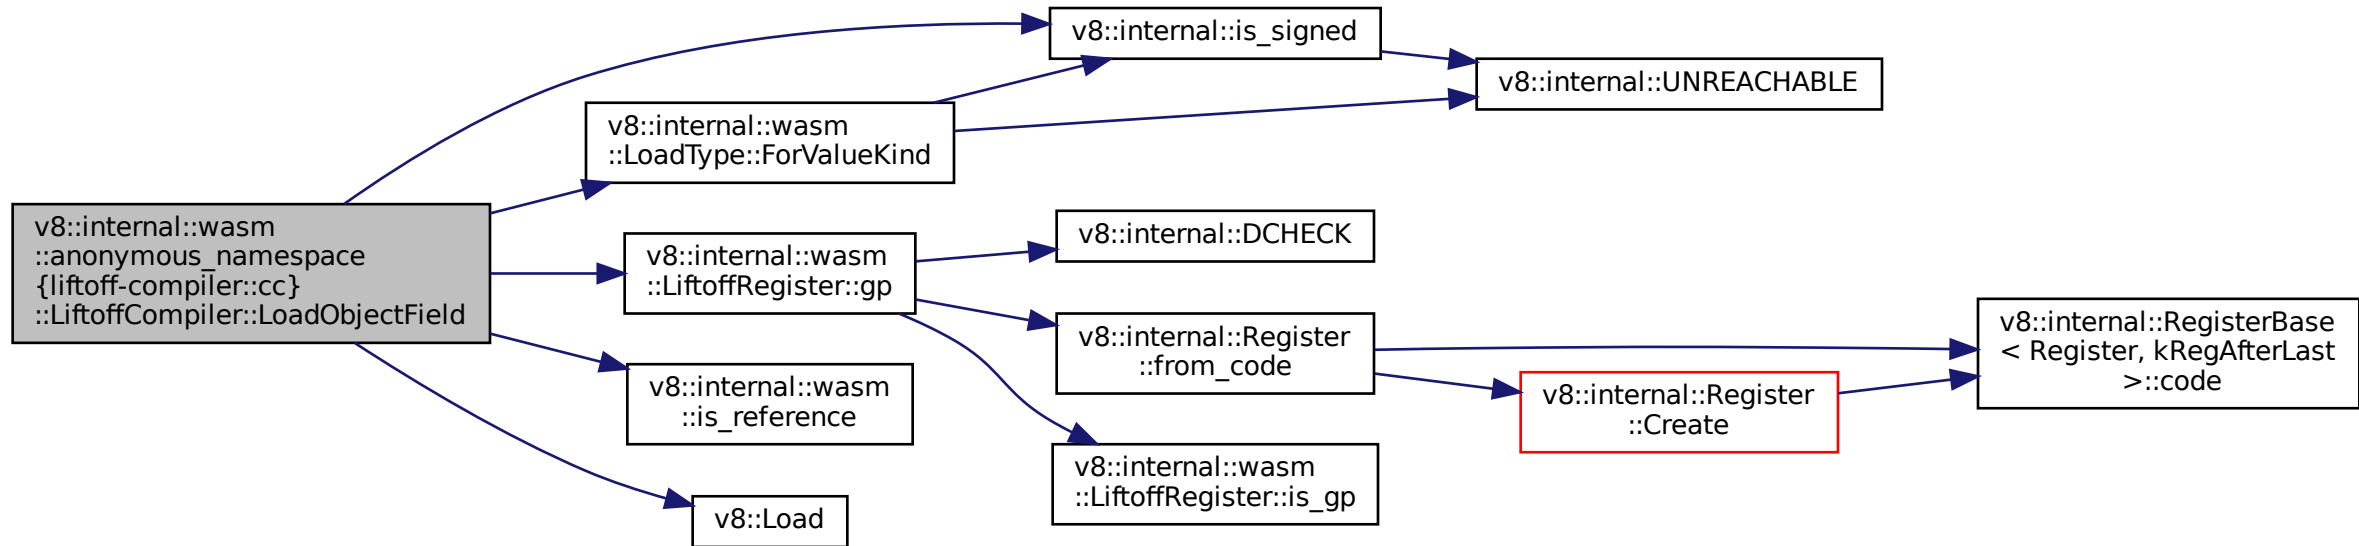 v8::internal::wasm
::anonymous_namespace
{liftoff-compiler::cc}
::LiftoffCompiler::LoadObjectField
v8::internal::is_signed
v8::internal::UNREACHABLE
v8::internal::wasm
::LoadType::ForValueKind
v8::internal::wasm
::LiftoffRegister::gp
v8::internal::DCHECK
v8::internal::Register
::from_code
v8::internal::RegisterBase
< Register, kRegAfterLast
>::code
v8::internal::Register
::Create
v8::internal::wasm
::LiftoffRegister::is_gp
v8::internal::wasm
::is_reference
v8::Load